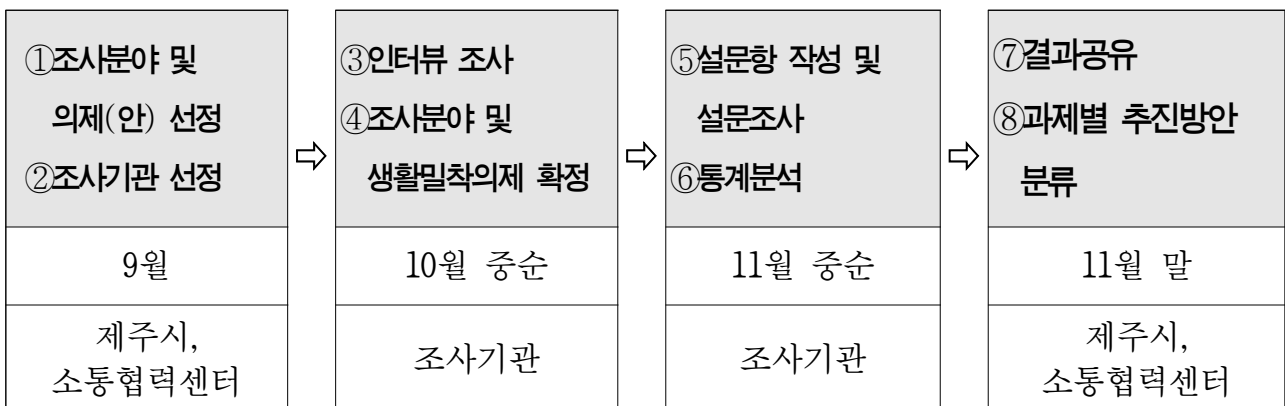 ①조사분야 및
의제(안) 선정
②조사기관 선정
9월
제주시,
소통협력센터
⇨
③인터뷰 조사
④조사분야 및
생활밀착의제 확정
10월 중순
조사기관
⇨
⑤설문항 작성 및
설문조사
⑥통계분석
11월 중순
조사기관
⇨
⑦결과공유
⑧과제별 추진방안
분류
11월 말
제주시,
소통협력센터